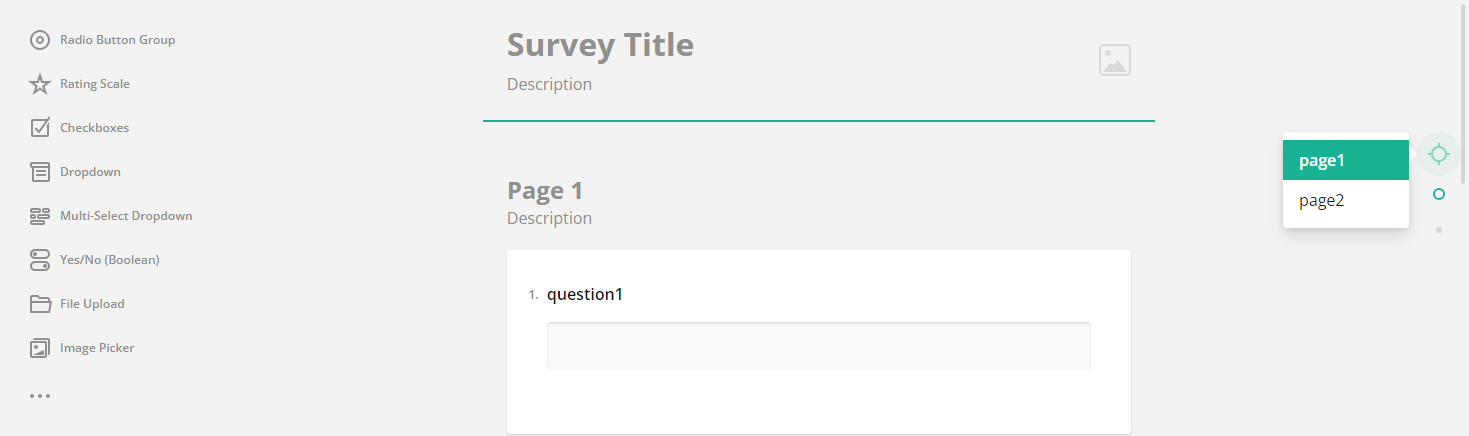 Radio Button Group
Rating Scale
Checkboxes
Dropdown
Multi-Select Dropdown
Yes/No (Boolean)
File Upload
Image Picker
Survey Title
Description
Page 1
Description
1. question1
page1
page2